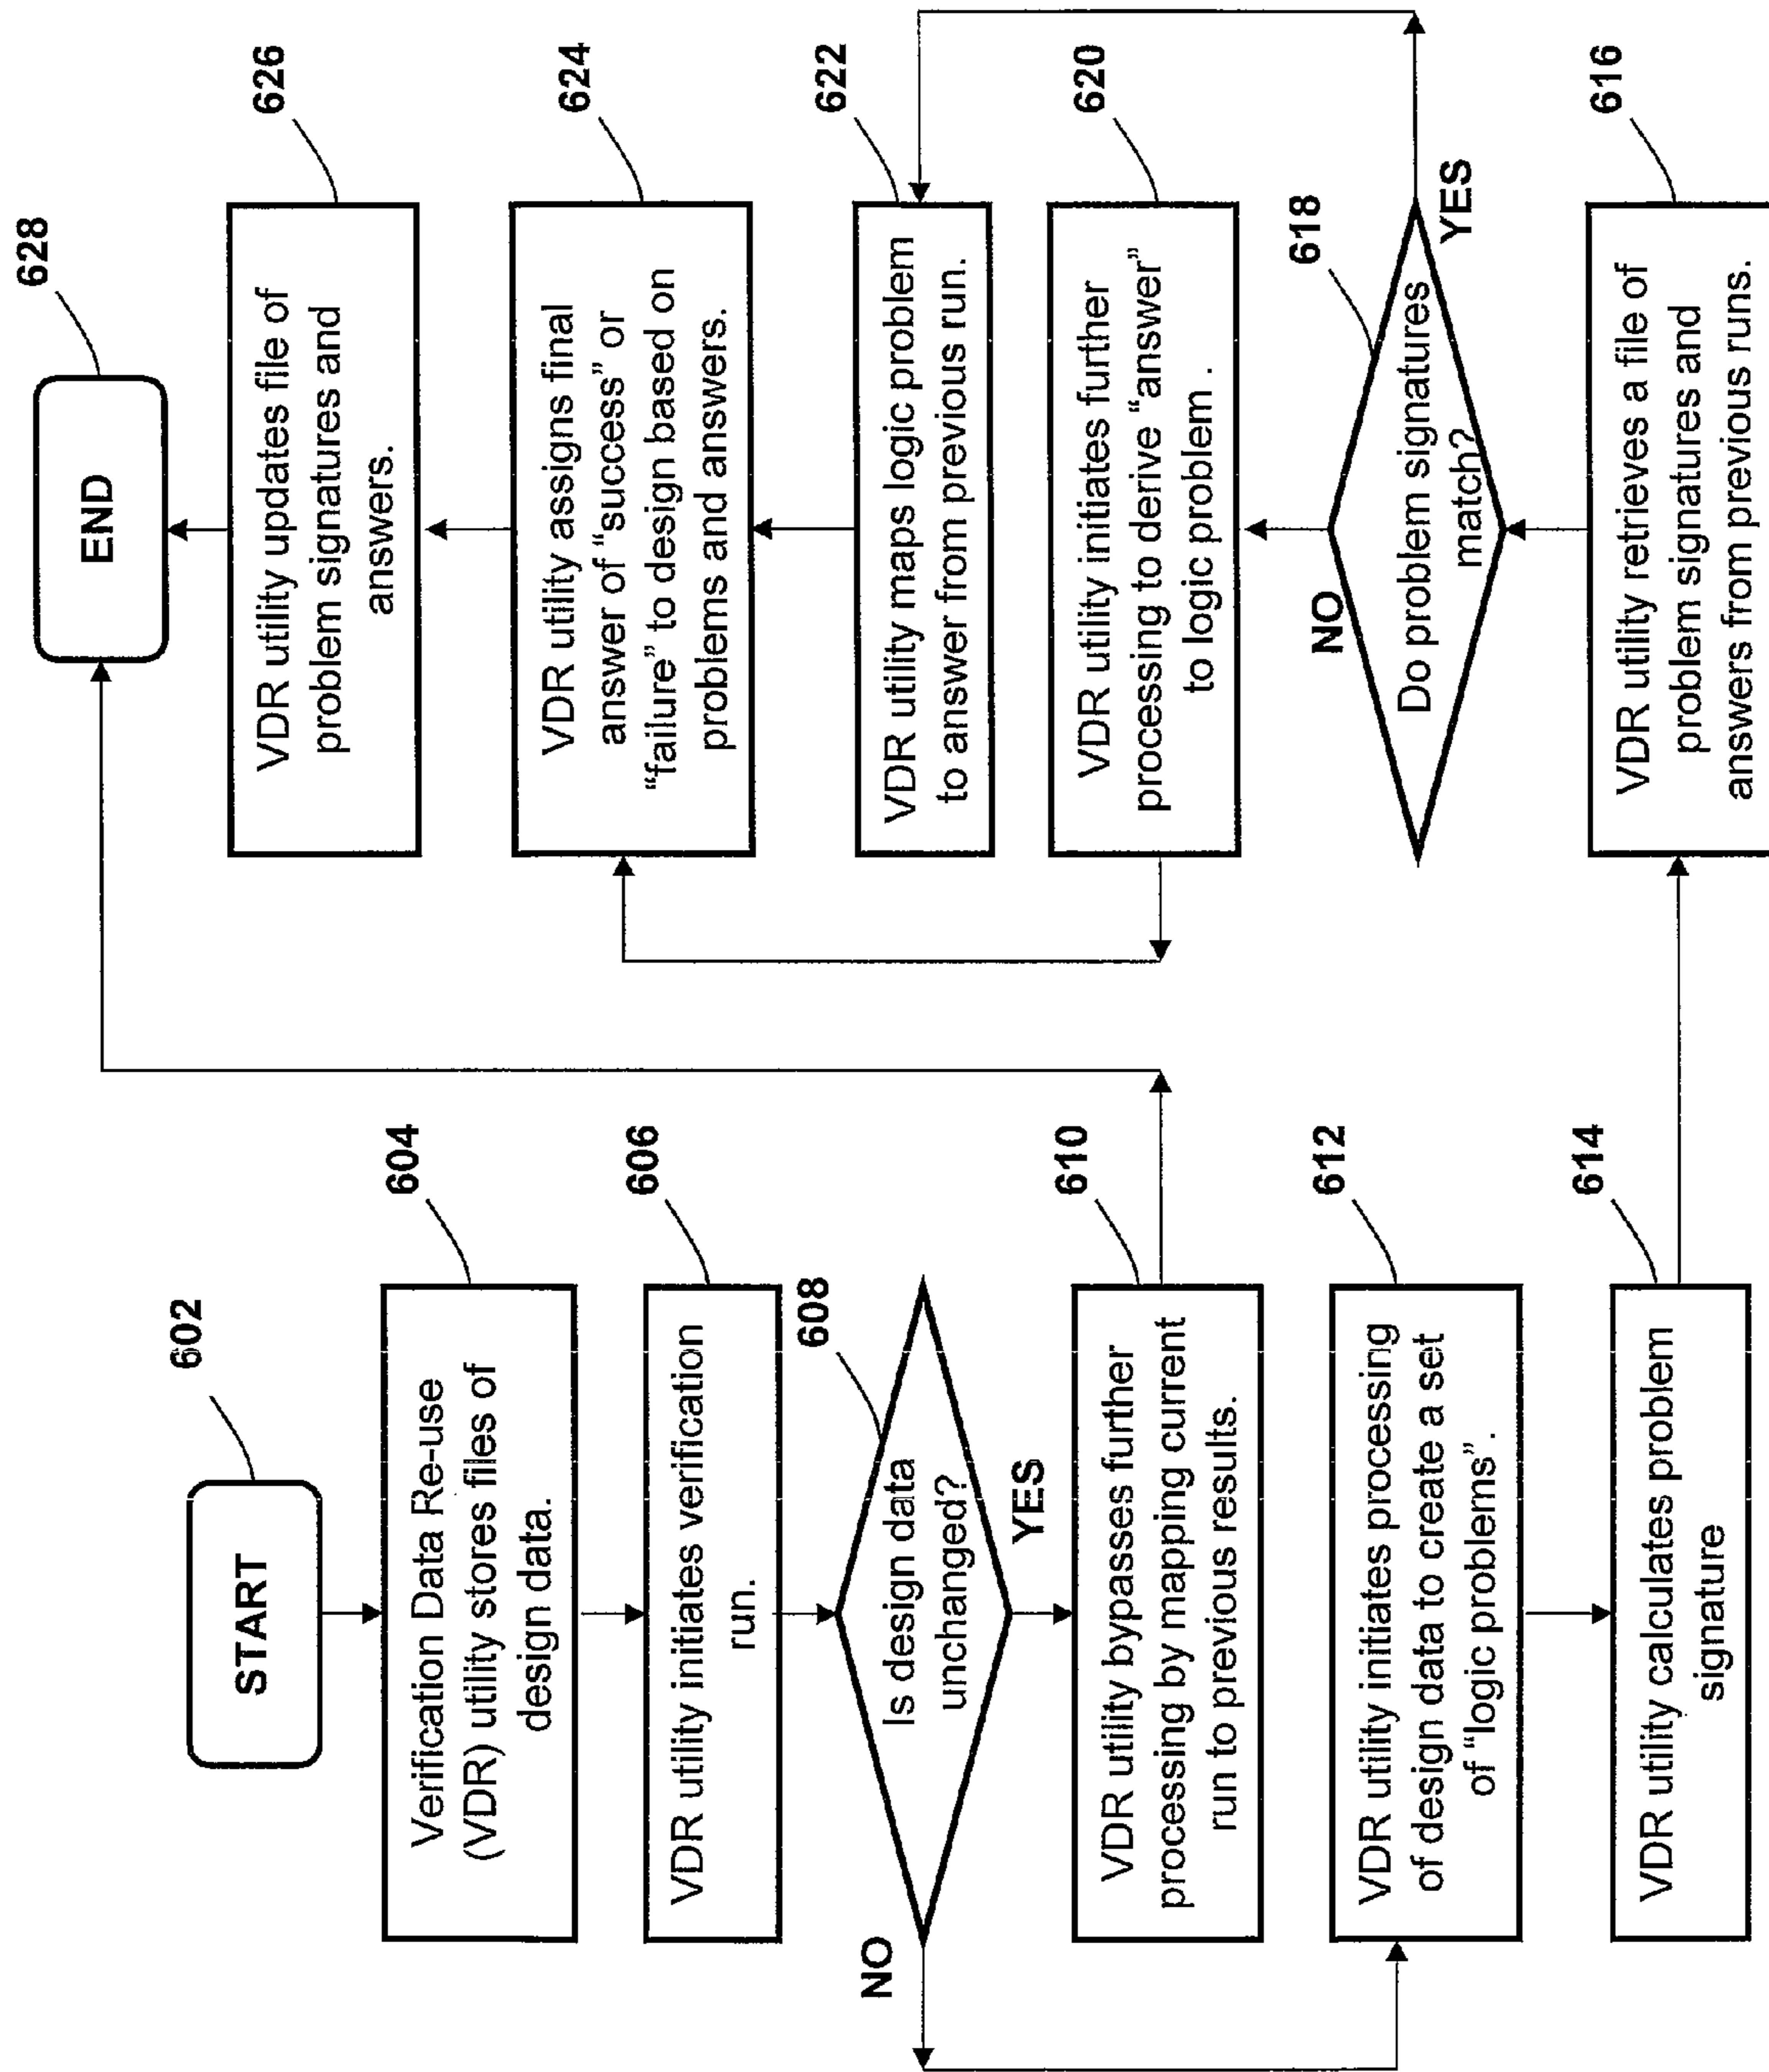 602
START
604
Verification Data Re-use
(VDR) utility stores files of
design data.
606
VDR utility initiates verification
run.
608
Is design data
unchanged?
NO
YES
610
VDR utility bypasses further
processing by mapping current
run to previous results.
612
VDR utility initiates processing
of design data to create a set
of “logic problems”.
614
VDR utility calculates problem
signature
616
VDR utility retrieves a file of
problem signatures and
answers from previous runs.
618
Do problem signatures
match?
NO
YES
620
VDR utility initiates further
processing to derive “answer”
to logic problem .
622
VDR utility maps logic problem
to answer from previous run.
624
VDR utility assigns final
answer of “success” or
“failure” to design based on
problems and answers.
626
VDR utility updates file of
problem signatures and
answers.
628
END